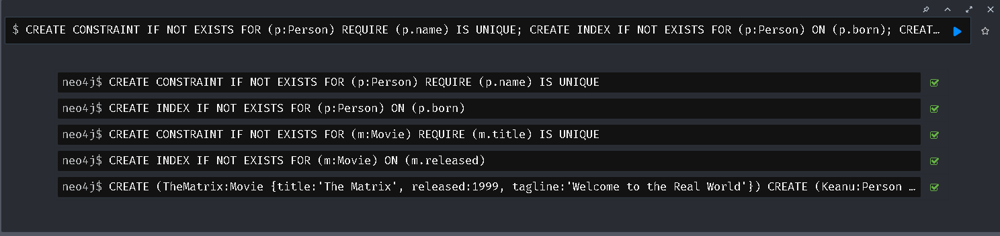 $ CREATE CONSTRAINT IF NOT EXISTS FOR (p:Person) REQUIRE (p.name) IS UNIQUE; CREATE INDEX IF NOT EXISTS FOR (p:Person) ON (p.born); CREAT…
neo4j$ CREATE CONSTRAINT IF NOT EXISTS FOR (p:Person) REQUIRE (p.name) IS UNIQUE
neo4j$ CREATE INDEX IF NOT EXISTS FOR (p:Person) ON (p.born)
neo4j$ CREATE CONSTRAINT IF NOT EXISTS FOR (m:Movie) REQUIRE (m.title) IS UNIQUE
neo4j$ CREATE INDEX IF NOT EXISTS FOR (m:Movie) ON (m.released)
neo4j$ CREATE (TheMatrix:Movie {title:'The Matrix', released:1999, tagline:'Welcome to the Real World'}) CREATE (Keanu:Person …